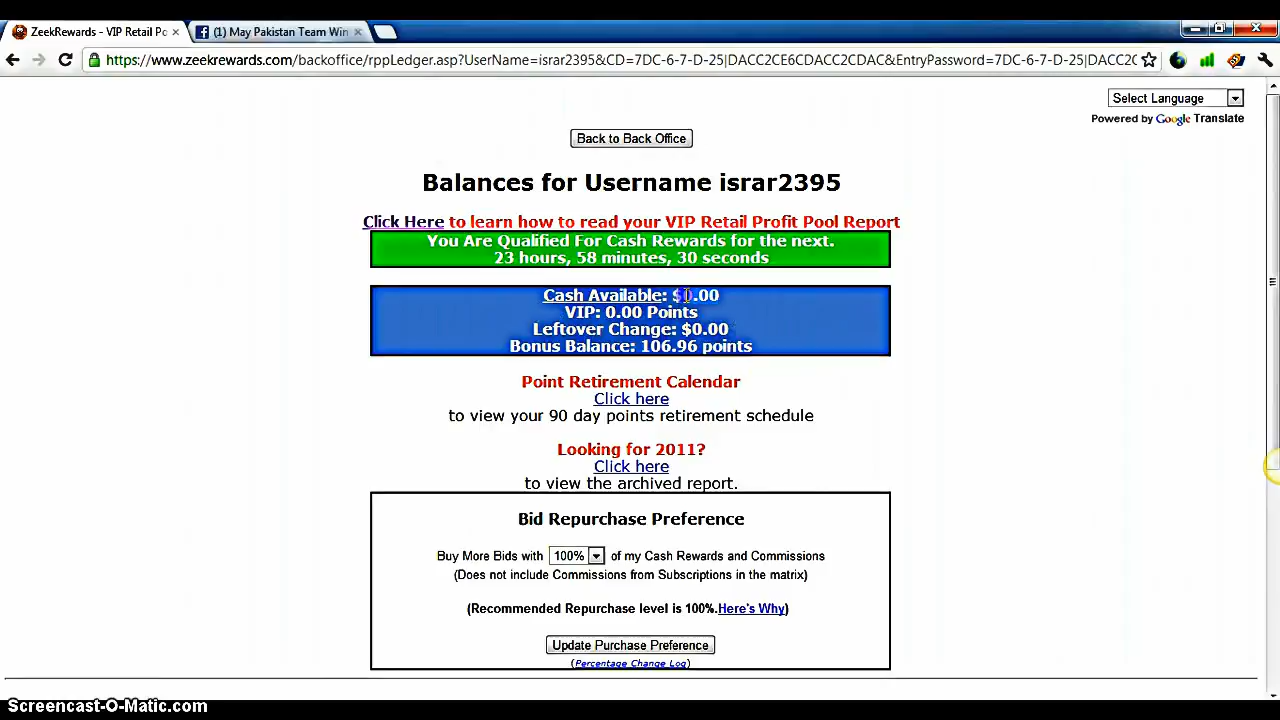 ZeekRewards - VIP Retail Po
(1) May Pakistan Team Win
https://www.zeekrewards.com/backoffice/rppLedger.asp?UserName=israr2395&CD=7DC-6-7-D-25|DACC2CE6CDACC2CDAC&EntryPassword=7DC-6-7-D-25|DACC2C
Select Language
Powered by Google Translate
Back to Back Office
Balances for Username israr2395
Click Here to learn how to read your VIP Retail Profit Pool Report
You Are Qualified For Cash Rewards for the next.
23 hours, 58 minutes, 30 seconds
Cash Available: $0.00
VIP: 0.00 Points
Leftover Change: $0.00
Bonus Balance: 106.96 points
Point Retirement Calendar
Click here
to view your 90 day points retirement schedule
Looking for 2011?
Click here
to view the archived report.
Bid Repurchase Preference
Buy More Bids with 100% of my Cash Rewards and Commissions
(Does not include Commissions from Subscriptions in the matrix)
(Recommended Repurchase level is 100%.Here's Why)
Update Purchase Preference
(Percentage Change Log)
Screencast-O-Matic.com